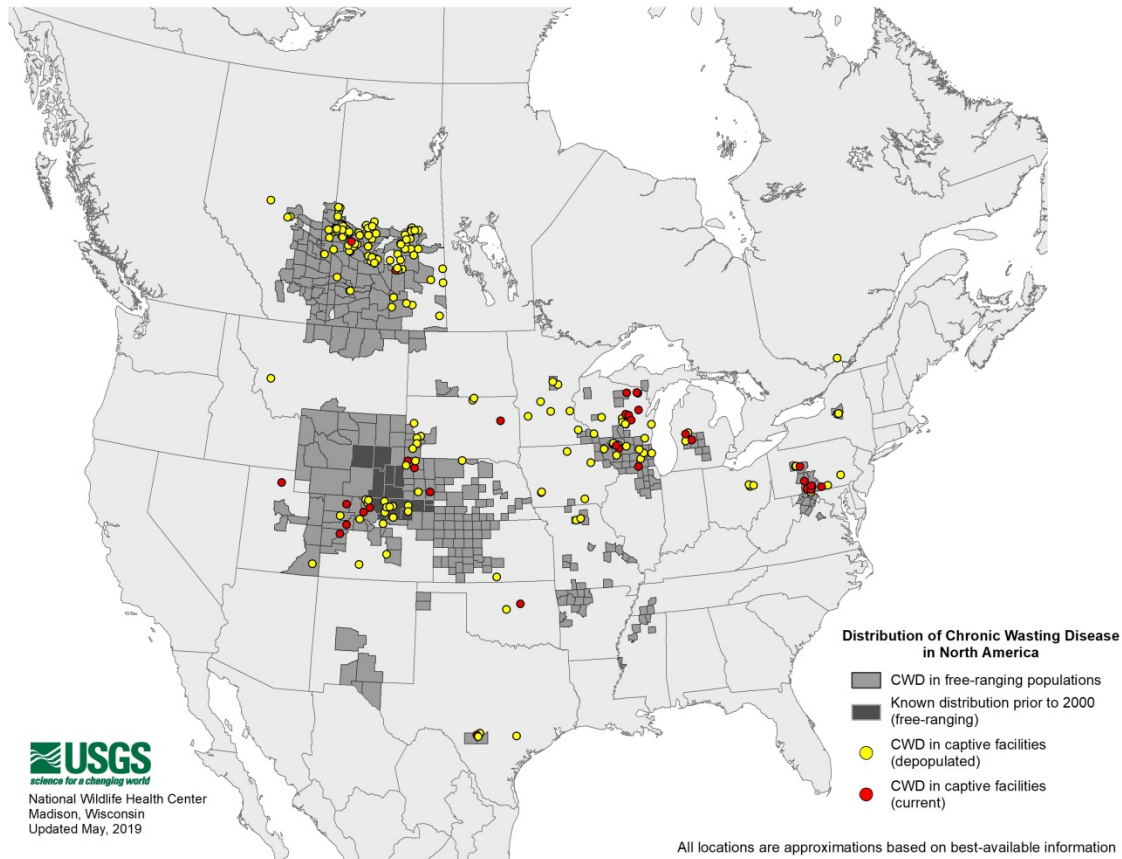 Distribution of Chronic Wasting Disease
in North America
CWD in free-ranging populations
Known distribution prior to 2000
(free-ranging)
CWD in captive facilities
(depopulated)
CWD in captive facilities
(current)
USGS
science for a changing world
National Wildlife Health Center
Madison, Wisconsin
Updated May, 2019
All locations are approximations based on best-available information